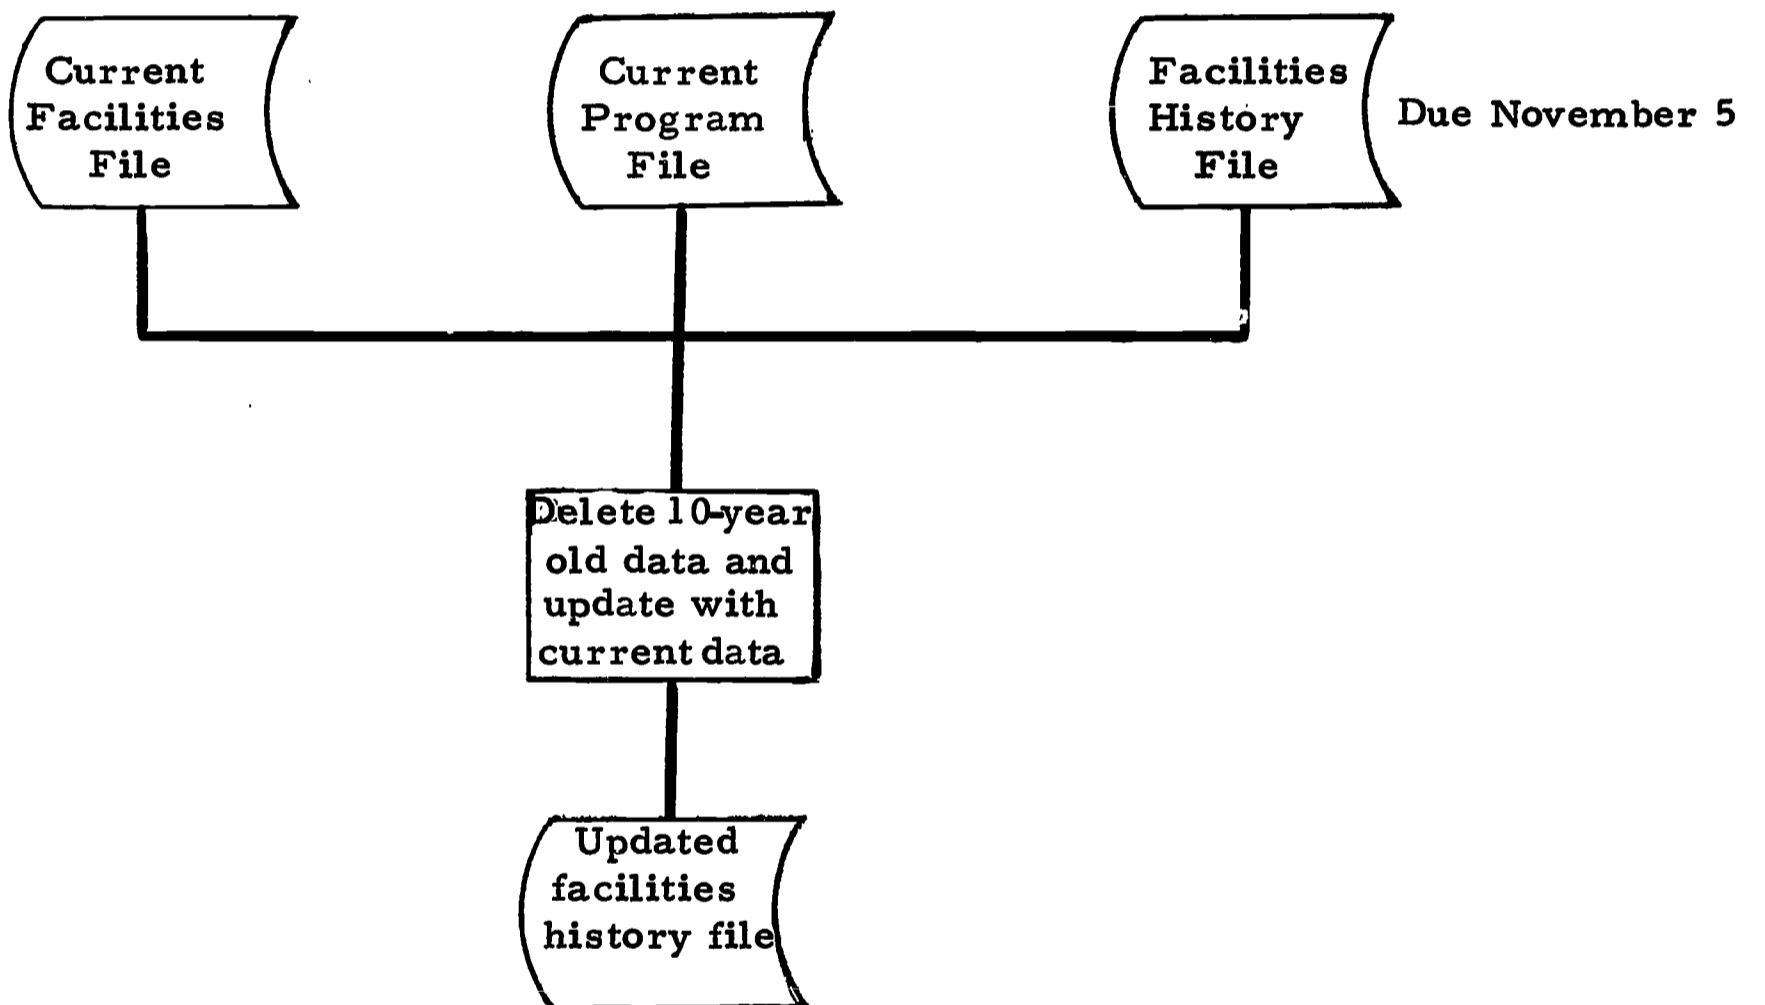 Current
Facilities
File
Current
Program
File
Facilities
History
File
Due November 5
Delete 10-year
old data and
update with
current data
Updated
facilities
history file